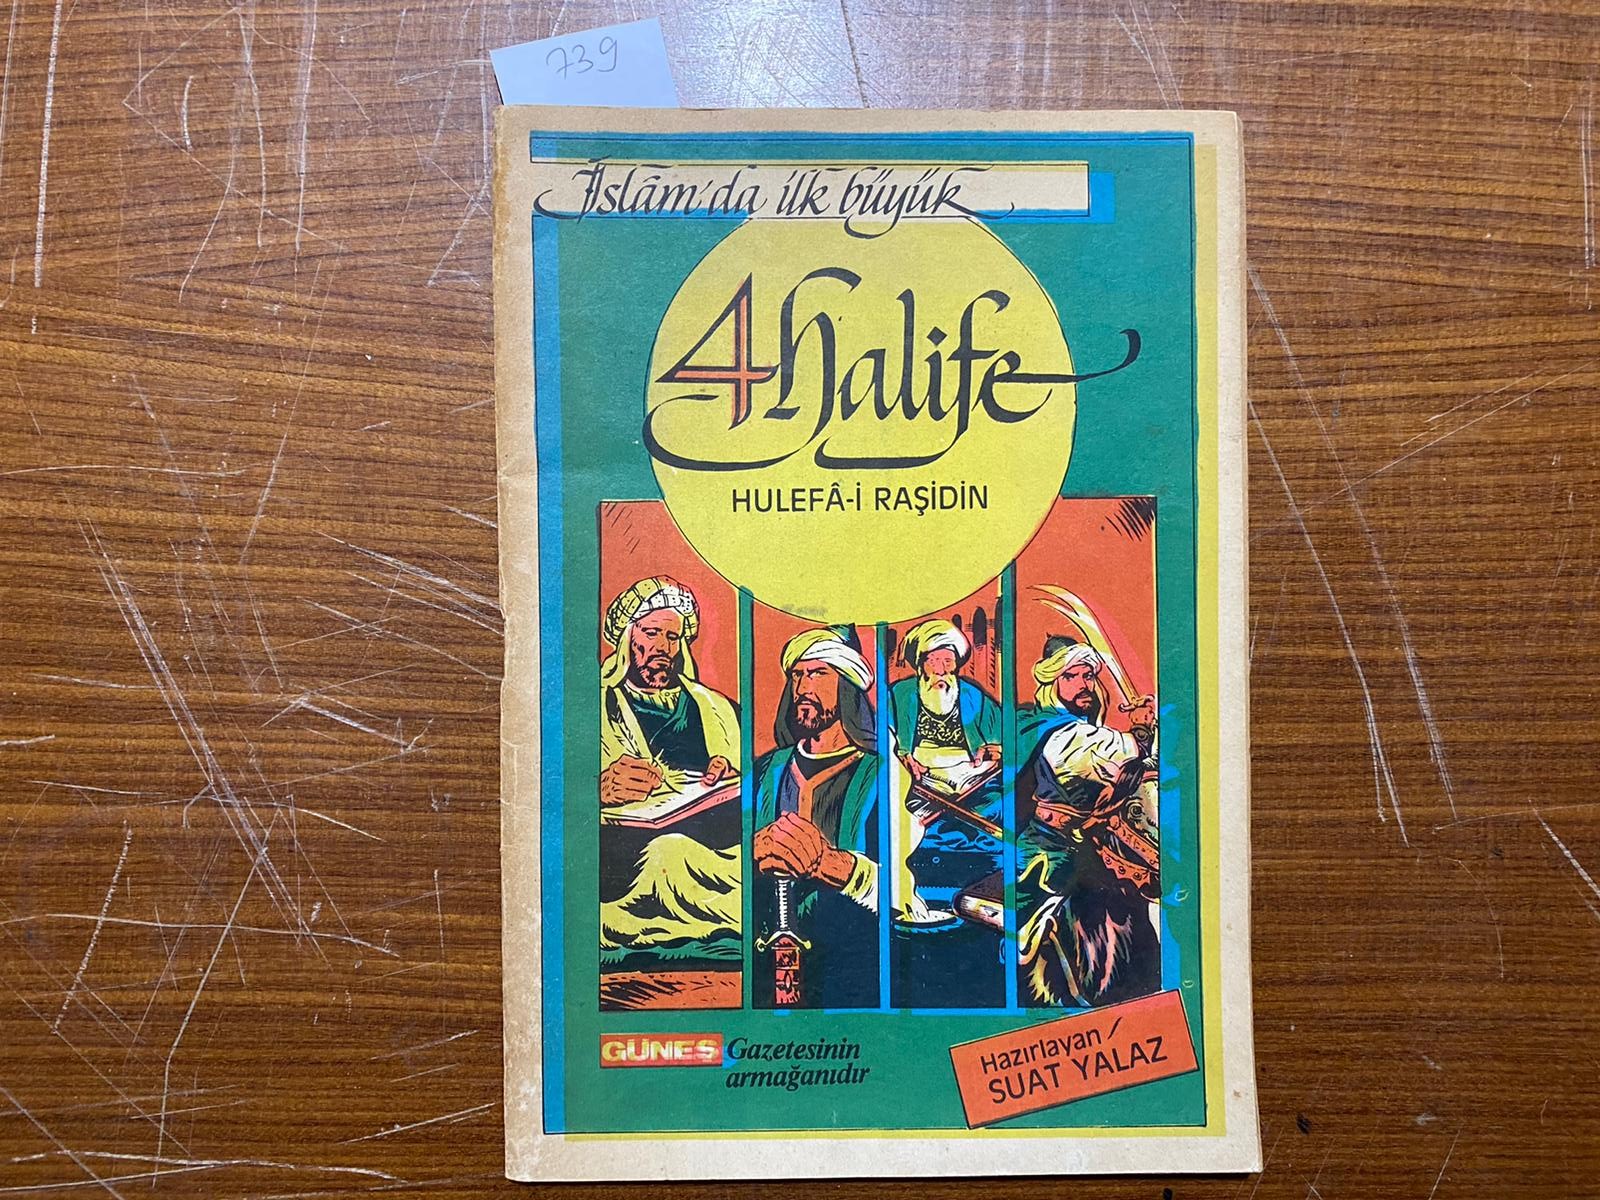 739
İslâm'da ilk büyük
4 halife
HULEFÂ-İ RAŞİDİN
GÜNEŞ Gazetesinin
armağanıdır
Hazırlayan /
SUAT YALAZ